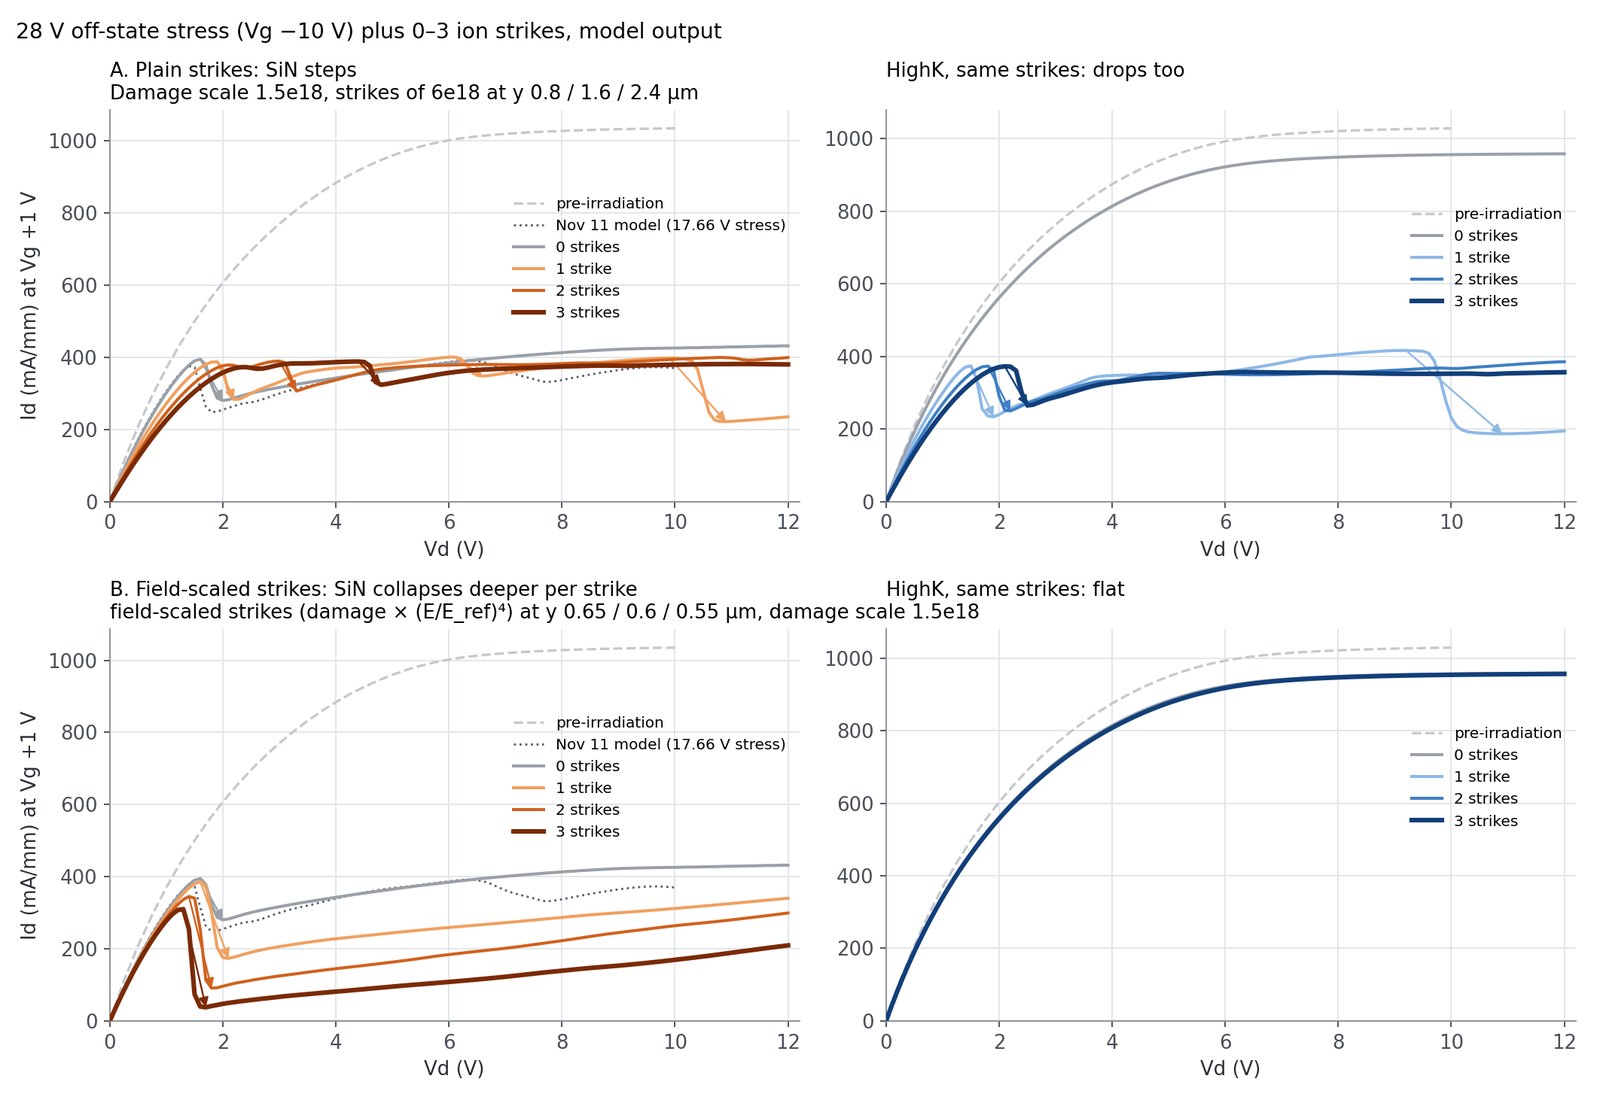 28 V off-state stress (Vg −10 V) plus 0–3 ion strikes, model output
A. Plain strikes: SiN steps
Damage scale 1.5e18, strikes of 6e18 at y 0.8 / 1.6 / 2.4 µm
Id (mA/mm) at Vg +1 V
1000
800
600
400
200
0
pre-irradiation
Nov 11 model (17.66 V stress)
0 strikes
1 strike
2 strikes
3 strikes
0 2 4 6 8 10 12
Vd (V)
HighK, same strikes: drops too
1000
800
600
400
200
0
pre-irradiation
0 strikes
1 strike
2 strikes
3 strikes
0 2 4 6 8 10 12
Vd (V)
B. Field-scaled strikes: SiN collapses deeper per strike
field-scaled strikes (damage × (E/E_ref)⁴) at y 0.65 / 0.6 / 0.55 µm, damage scale 1.5e18
Id (mA/mm) at Vg +1 V
1000
800
600
400
200
0
pre-irradiation
Nov 11 model (17.66 V stress)
0 strikes
1 strike
2 strikes
3 strikes
0 2 4 6 8 10 12
Vd (V)
HighK, same strikes: flat
1000
800
600
400
200
0
pre-irradiation
0 strikes
1 strike
2 strikes
3 strikes
0 2 4 6 8 10 12
Vd (V)